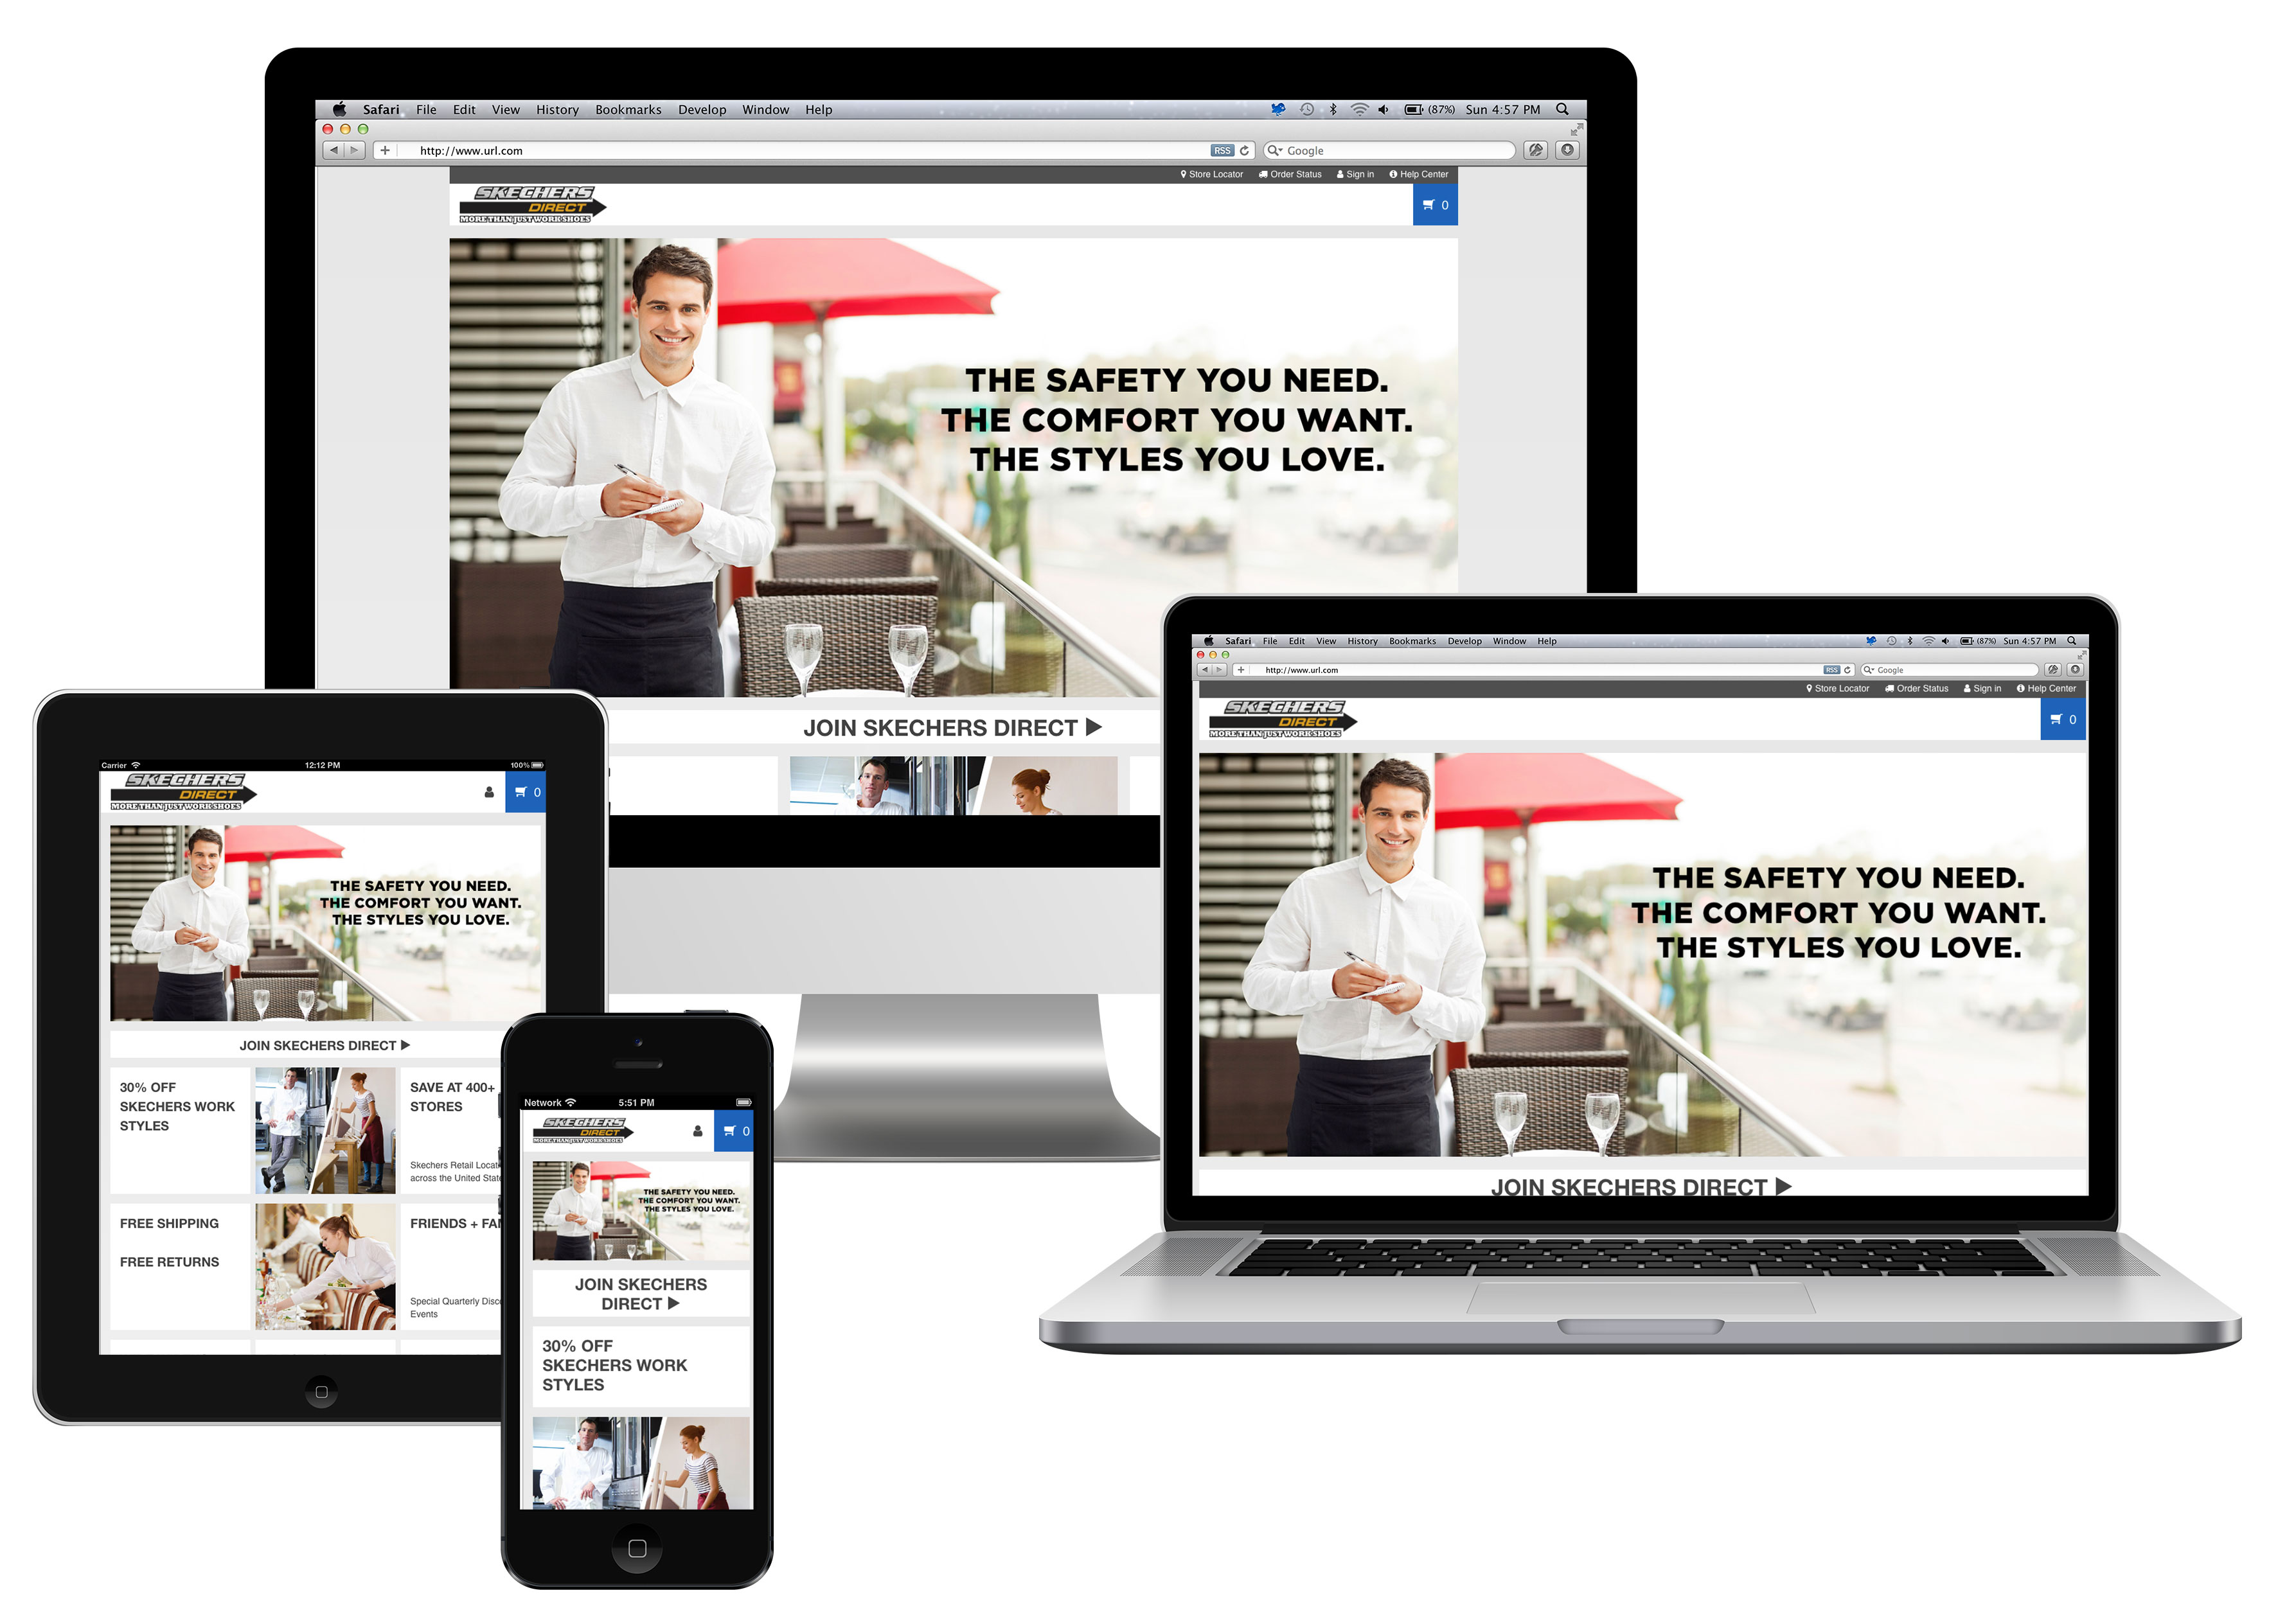 Safari File Edit View History Bookmarks Develop Window Help (87%) Sun 4:57 PM
http://www.url.com RSS Google
Store Locator Order Status Sign in Help Center
SKECHERS
DIRECT
MORE THAN JUST WORK SHOES
0
THE SAFETY YOU NEED.
THE COMFORT YOU WANT.
THE STYLES YOU LOVE.
JOIN SKECHERS DIRECT ▶
Safari File Edit View History Bookmarks Develop Window Help (87%) Sun 4:57 PM
http://www.url.com RSS Google
Store Locator Order Status Sign in Help Center
SKECHERS
DIRECT
MORE THAN JUST WORK SHOES
0
THE SAFETY YOU NEED.
THE COMFORT YOU WANT.
THE STYLES YOU LOVE.
JOIN SKECHERS DIRECT ▶
Carrier 12:12 PM 100%
SKECHERS
DIRECT
MORE THAN JUST WORK SHOES
0
THE SAFETY YOU NEED.
THE COMFORT YOU WANT.
THE STYLES YOU LOVE.
JOIN SKECHERS DIRECT ▶
30% OFF
SKECHERS WORK
STYLES
SAVE AT 400+
STORES
Skechers Retail Locat
across the United State
FREE SHIPPING
FREE RETURNS
FRIENDS + FA
Special Quarterly Disco
Events
Network 5:51 PM
SKECHERS
DIRECT
MORE THAN JUST WORK SHOES
0
THE SAFETY YOU NEED.
THE COMFORT YOU WANT.
THE STYLES YOU LOVE.
JOIN SKECHERS
DIRECT ▶
30% OFF
SKECHERS WORK
STYLES